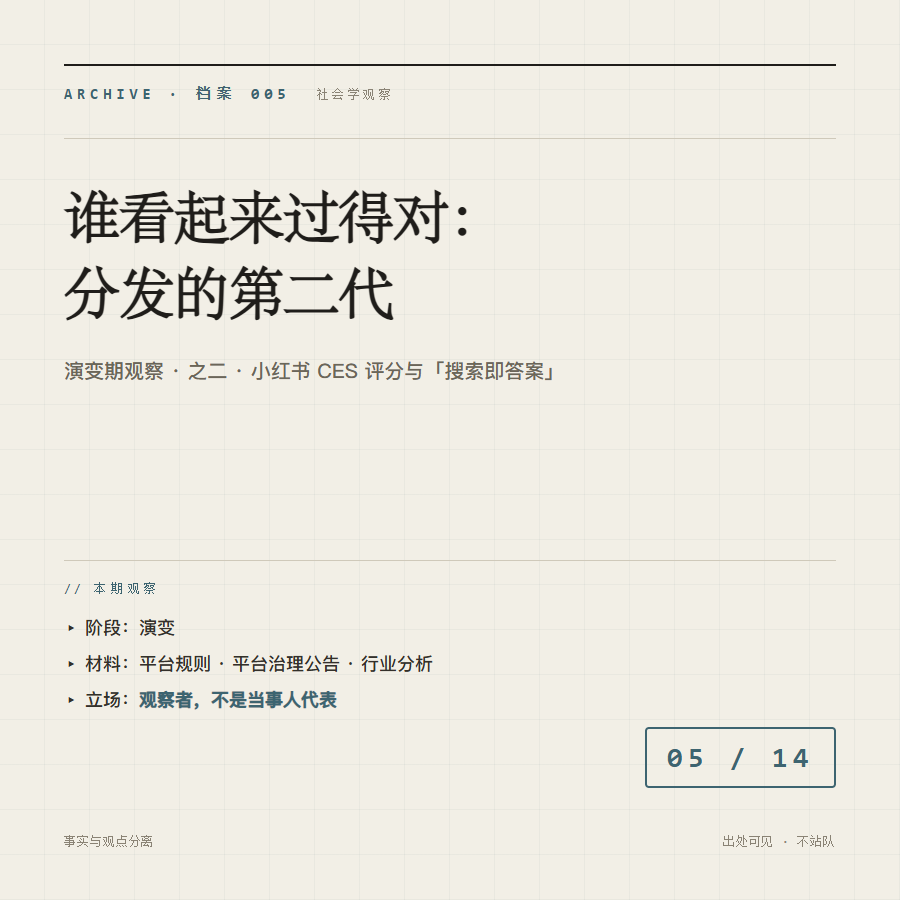 ARCHIVE · 档案 005 社会学观察
谁看起来过得对：
分发的第二代
演变期观察 · 之二 · 小红书 CES 评分与「搜索即答案」
// 本期观察
▸ 阶段：演变
▸ 材料：平台规则 · 平台治理公告 · 行业分析
▸ 立场：观察者，不是当事人代表
05 / 14
事实与观点分离
出处可见 · 不站队